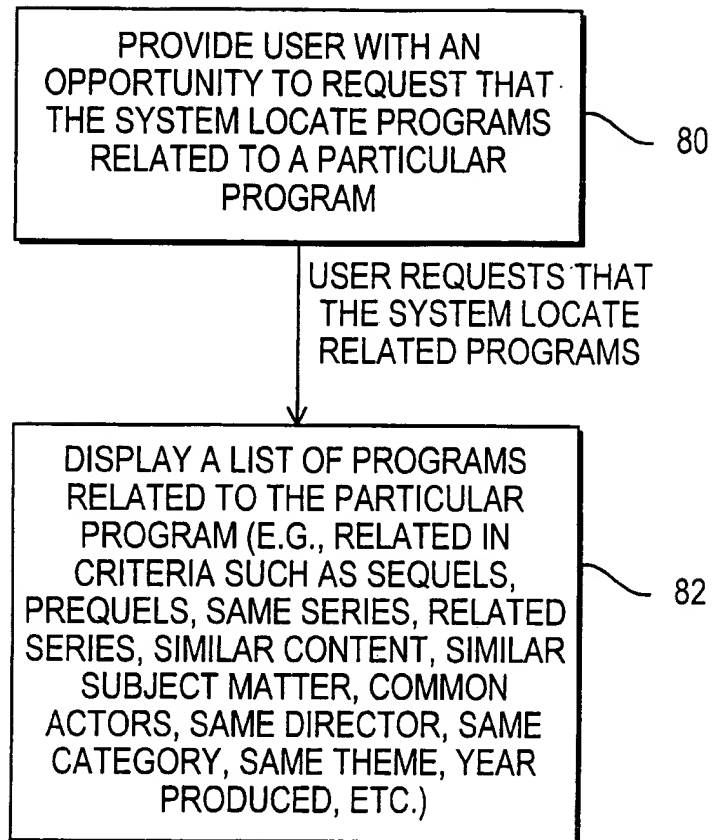 PROVIDE USER WITH AN
OPPORTUNITY TO REQUEST THAT
THE SYSTEM LOCATE PROGRAMS
RELATED TO A PARTICULAR
PROGRAM
80
USER REQUESTS THAT
THE SYSTEM LOCATE
RELATED PROGRAMS
DISPLAY A LIST OF PROGRAMS
RELATED TO THE PARTICULAR
PROGRAM (E.G., RELATED IN
CRITERIA SUCH AS SEQUELS,
PREQUELS, SAME SERIES, RELATED
SERIES, SIMILAR CONTENT, SIMILAR
SUBJECT MATTER, COMMON
ACTORS, SAME DIRECTOR, SAME
CATEGORY, SAME THEME, YEAR
PRODUCED, ETC.)
82